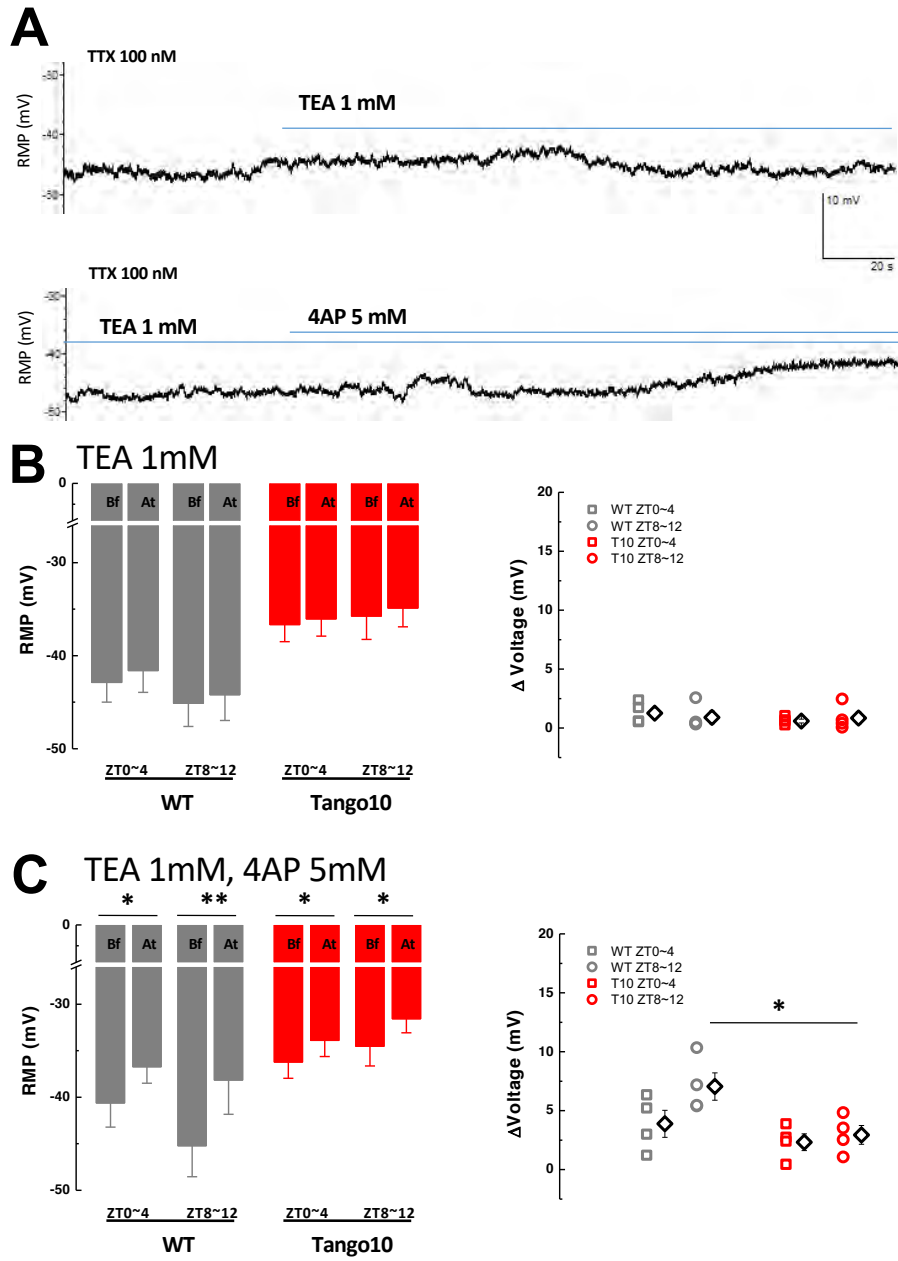 A
TTX 100 nM
TEA 1 mM
RMP (mV)
-30
-40
-50
10 mV
20 s
TTX 100 nM
TEA 1 mM
4AP 5 mM
RMP (mV)
-30
-40
-50
B
TEA 1mM
RMP (mV)
0
-30
-40
-50
Bf At Bf At Bf At Bf At
ZT0~4 ZT8~12 ZT0~4 ZT8~12
WT Tango10
Δ Voltage (mV)
20
15
10
5
0
WT ZT0~4
WT ZT8~12
T10 ZT0~4
T10 ZT8~12
C
TEA 1mM, 4AP 5mM
* ** * *
RMP (mV)
0
-30
-40
-50
Bf At Bf At Bf At Bf At
ZT0~4 ZT8~12 ZT0~4 ZT8~12
WT Tango10
ΔVoltage (mV)
20
15
10
5
0
WT ZT0~4
WT ZT8~12
T10 ZT0~4
T10 ZT8~12
*